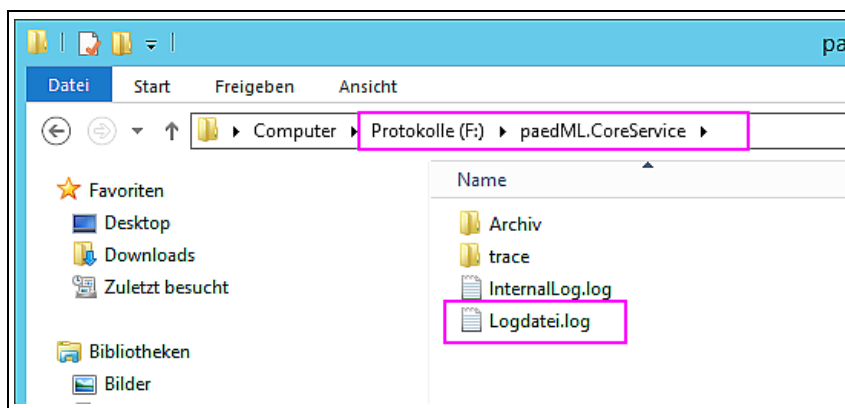 pa
Datei Start Freigeben Ansicht
Computer Protokolle (F:) paedML.CoreService
Favoriten
Desktop
Downloads
Zuletzt besucht
Bibliotheken
Bilder
Name
Archiv
trace
InternalLog.log
Logdatei.log